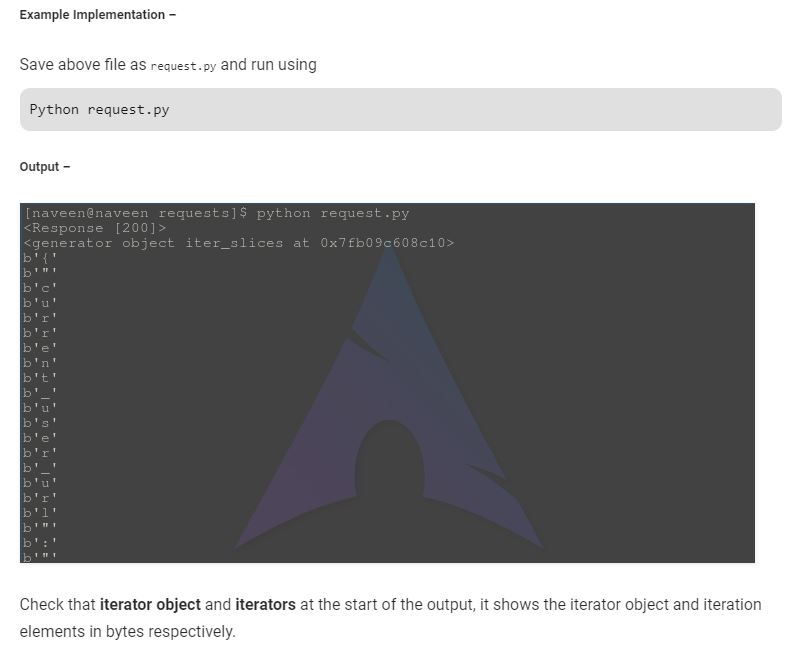 Example Implementation –
Save above file as request.py and run using
Python request.py
Output –
[naveen@naveen requests]$ python request.py
<Response [200]>
<generator object iter_slices at 0x7fb09c608c10>
b'{'
b'"'
b'c'
b'u'
b'r'
b'r'
b'e'
b'n'
b't'
b'_'
b'u'
b's'
b'e'
b'r'
b'_'
b'u'
b'r'
b'l'
b'"'
b':'
b'"'
Check that iterator object and iterators at the start of the output, it shows the iterator object and iteration
elements in bytes respectively.